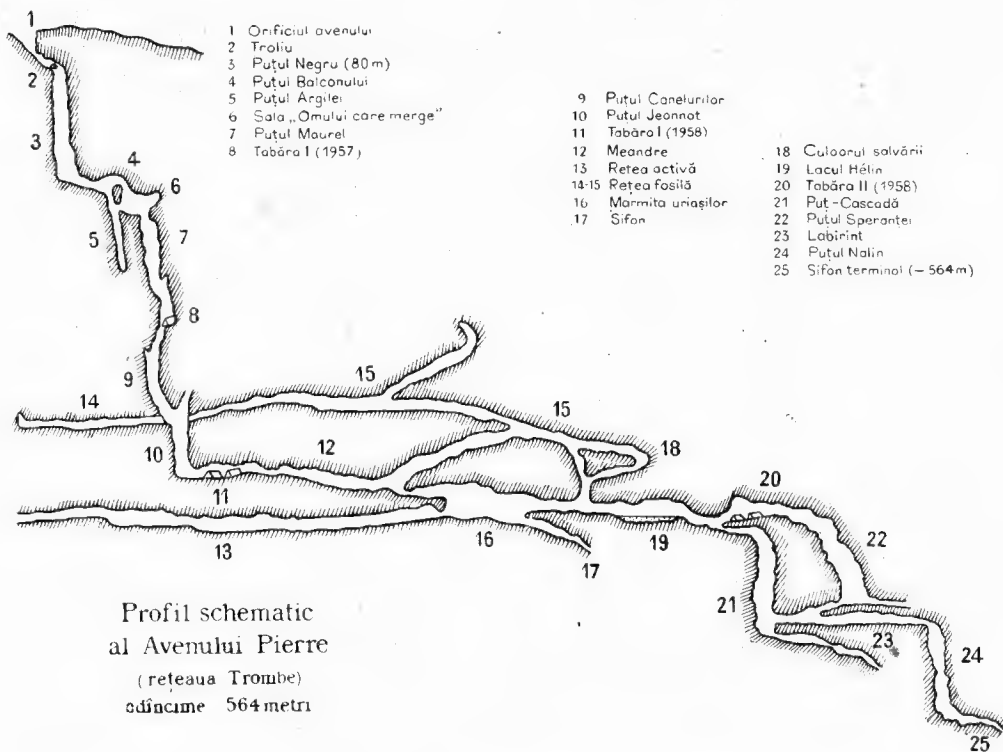 1 Orificiul avenului
2 Troliu
3 Puțul Negru (80 m)
4 Puțul Balconului
5 Puțul Argilei
6 Sala „Omului care merge"
7 Puțul Maurel
8 Tabăra I (1957)
9 Puțul Canelurilor
10 Puțul Jeonnot
11 Tabăra I (1958)
12 Meandre
13 Rețea activă
14-15 Rețea fosilă
16 Marmita uriașilor
17 Sifon
18 Culoarul salvării
19 Lacul Hélin
20 Tabăra II (1958)
21 Puț-Cascadă
22 Puțul Speranței
23 Labirint
24 Puțul Nalin
25 Sifon terminal (– 564 m)
1
2
3
4
6
5
7
8
9
15
14
15
10
12
18
11
20
13
16
17
19
22
21
23
24
25
Profil schematic
al Avenului Pierre
(rețeaua Trombe)
adîncime 564 metri